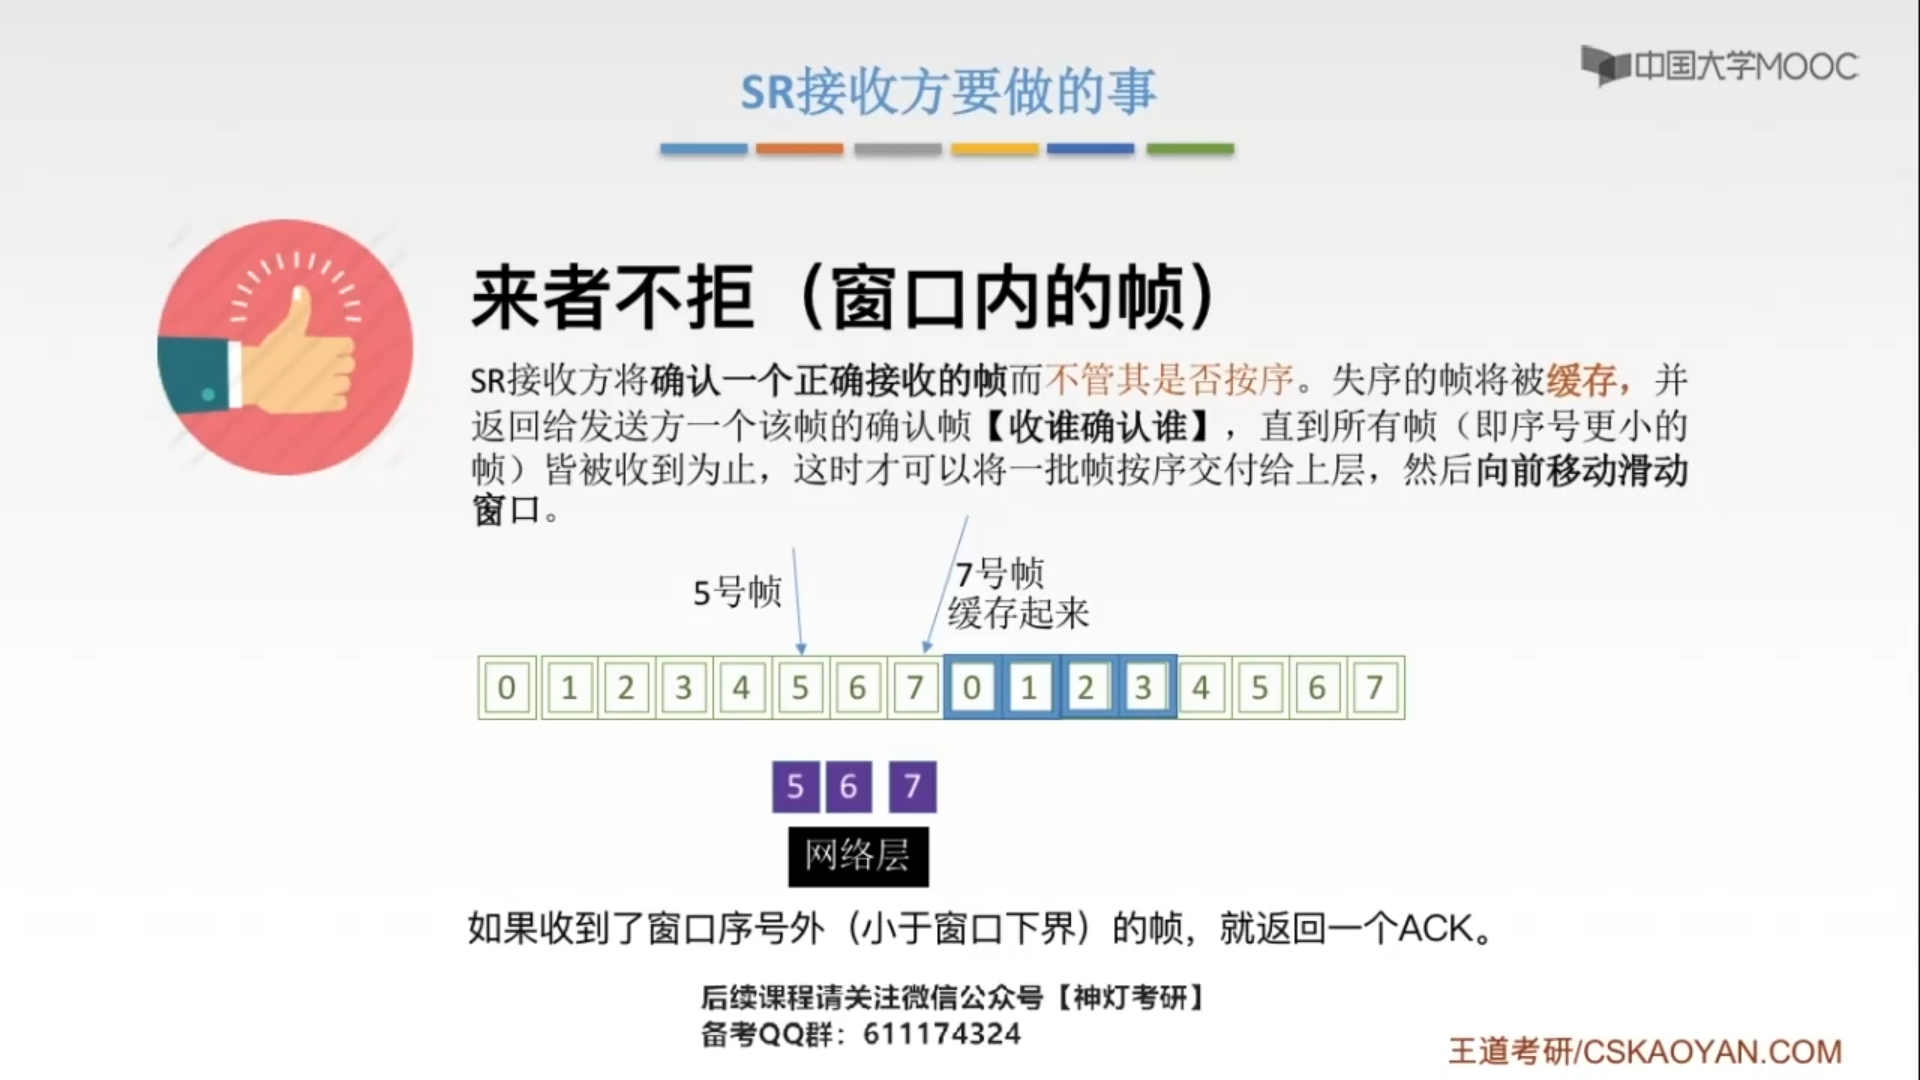 中国大学MOOC
SR接收方要做的事
来者不拒（窗口内的帧）
SR接收方将确认一个正确接收的帧而不管其是否按序。失序的帧将被缓存，并
返回给发送方一个该帧的确认帧【收谁确认谁】，直到所有帧（即序号更小的
帧）皆被收到为止，这时才可以将一批帧按序交付给上层，然后向前移动滑动
窗口。
5号帧
7号帧
缓存起来
0 1 2 3 4 5 6 7 0 1 2 3 4 5 6 7
5 6 7
网络层
如果收到了窗口序号外（小于窗口下界）的帧，就返回一个ACK。
后续课程请关注微信公众号【神灯考研】
备考QQ群：611174324
王道考研/CSKAOYAN.COM